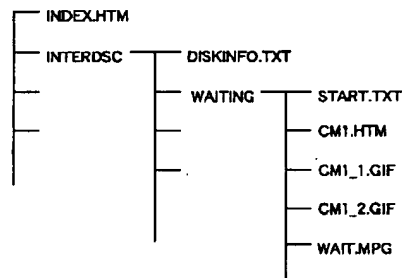 INDEX.HTM
INTERDSC DISKINFO.TXT
WAITING START.TXT
CM1.HTM
CM1_1.GIF
CM1_2.GIF
WAIT.MPG